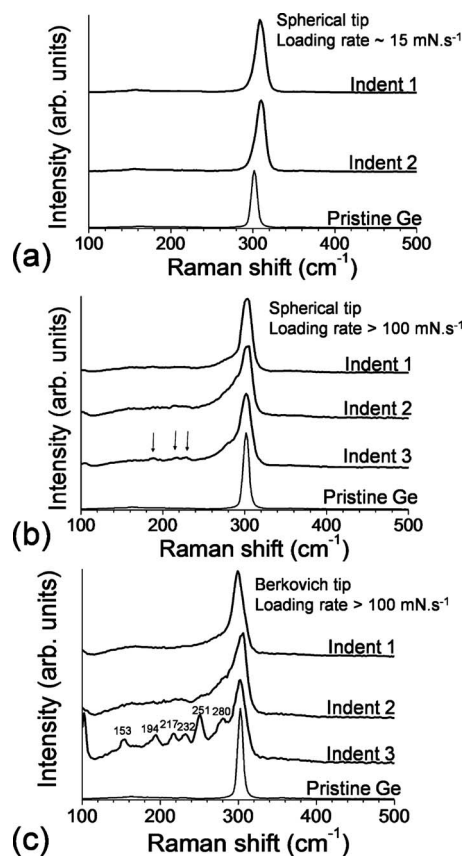 Spherical tip
Loading rate ~ 15 mN.s⁻¹
Indent 1
Indent 2
Pristine Ge
Intensity (arb. units)
100 200 300 400 500
Raman shift (cm⁻¹)
(a)
Spherical tip
Loading rate > 100 mN.s⁻¹
Indent 1
Indent 2
Indent 3
Pristine Ge
Intensity (arb. units)
100 200 300 400 500
Raman shift (cm⁻¹)
(b)
Berkovich tip
Loading rate > 100 mN.s⁻¹
Indent 1
Indent 2
153 194 217 232 251 280
Indent 3
Pristine Ge
Intensity (arb. units)
100 200 300 400 500
Raman shift (cm⁻¹)
(c)